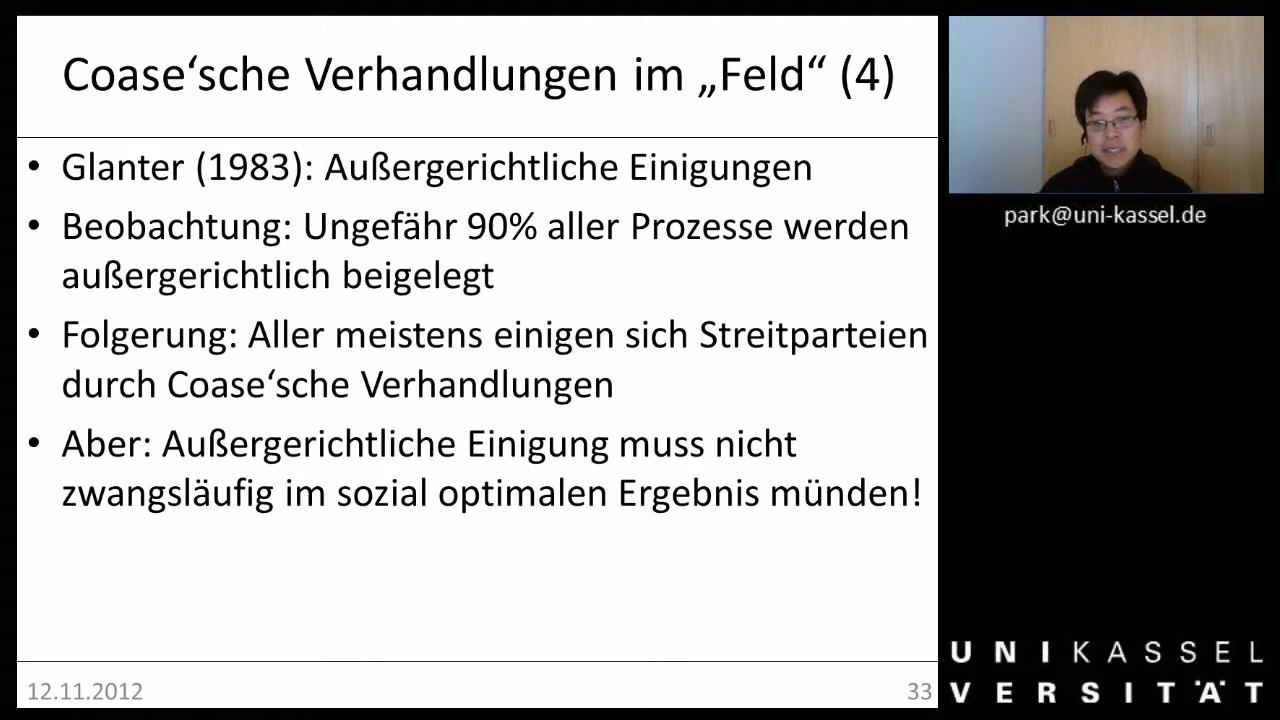 Coase‘sche Verhandlungen im „Feld“ (4)
• Glanter (1983): Außergerichtliche Einigungen
• Beobachtung: Ungefähr 90% aller Prozesse werden
außergerichtlich beigelegt
• Folgerung: Aller meistens einigen sich Streitparteien
durch Coase‘sche Verhandlungen
• Aber: Außergerichtliche Einigung muss nicht
zwangsläufig im sozial optimalen Ergebnis münden!
12.11.2012
33
park@uni-kassel.de
UNIKASSEL
VERSITÄT